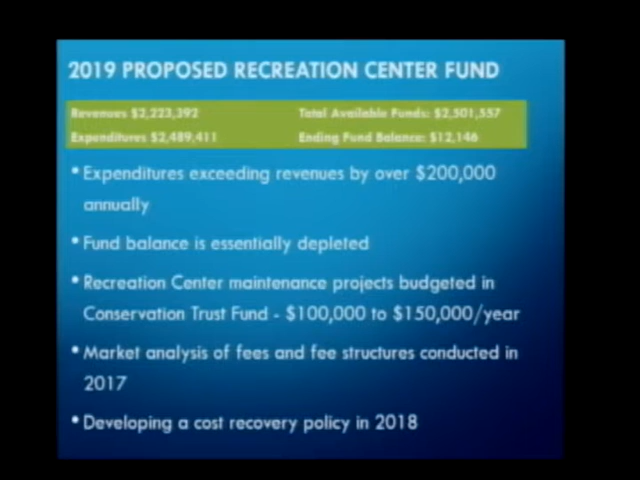 2019 PROPOSED RECREATION CENTER FUND
Revenues $2,223,392 Total Available Funds: $2,501,557
Expenditures $2,489,411 Ending Fund Balance: $12,146
• Expenditures exceeding revenues by over $200,000
annually
• Fund balance is essentially depleted
• Recreation Center maintenance projects budgeted in
Conservation Trust Fund - $100,000 to $150,000/year
• Market analysis of fees and fee structures conducted in
2017
• Developing a cost recovery policy in 2018